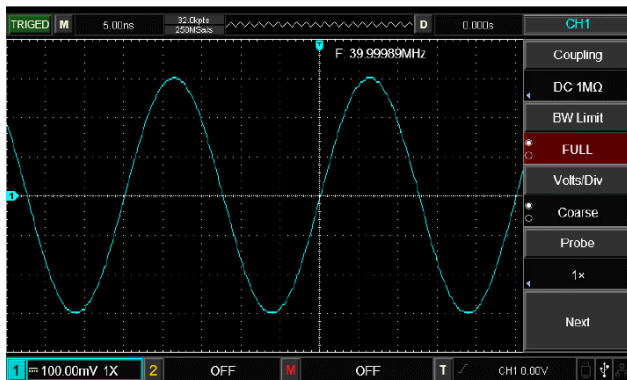 TRIGED M 5.00ns 32.0kpts D 0.000s CH1
250MSa/s
F: 39.99989MHz
Coupling
DC 1MΩ
BW Limit
FULL
Volts/Div
Coarse
Probe
1×
Next
1
1 100.00mV 1X 2 OFF M OFF T CH1 0.00V